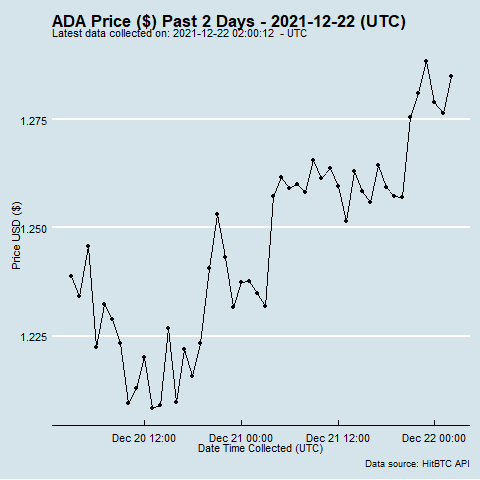 ADA Price ($) Past 2 Days - 2021-12-22 (UTC)
Latest data collected on: 2021-12-22 02:00:12 - UTC
1.275
1.250
1.225
Price USD ($)
Dec 20 12:00 Dec 21 00:00 Dec 21 12:00 Dec 22 00:00
Date Time Collected (UTC)
Data source: HitBTC API